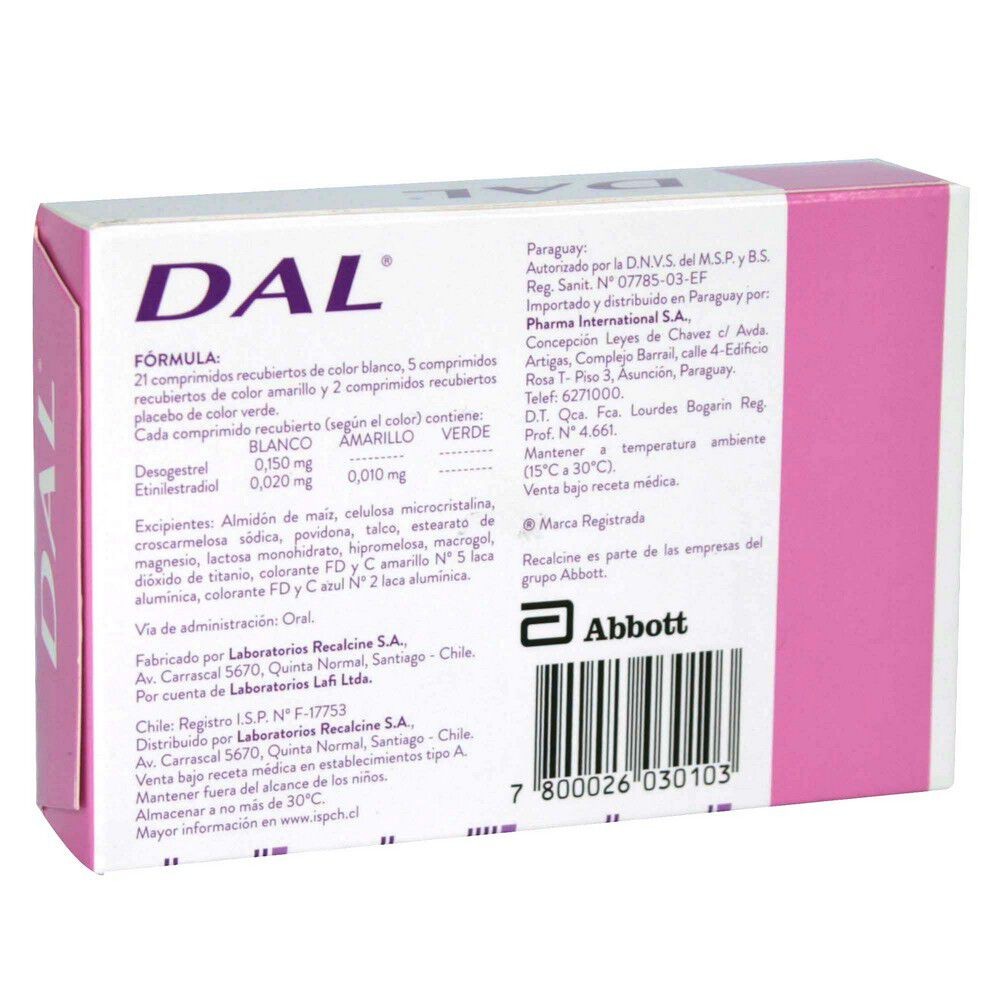 DAL
DAL®
DAL®
FÓRMULA:
21 comprimidos recubiertos de color blanco, 5 comprimidos
recubiertos de color amarillo y 2 comprimidos recubiertos
placebo de color verde.
Cada comprimido recubierto (según el color) contiene:
BLANCO AMARILLO VERDE
Desogestrel 0,150 mg --------- ---------
Etinilestradiol 0,020 mg 0,010 mg ---------
Excipientes: Almidón de maíz, celulosa microcristalina,
croscarmelosa sódica, povidona, talco, estearato de
magnesio, lactosa monohidrato, hipromelosa, macrogol,
dióxido de titanio, colorante FD y C amarillo N° 5 laca
alumínica, colorante FD y C azul N° 2 laca alumínica.
Vía de administración: Oral.
Fabricado por Laboratorios Recalcine S.A.,
Av. Carrascal 5670, Quinta Normal, Santiago - Chile.
Por cuenta de Laboratorios Lafi Ltda.
Chile: Registro I.S.P. N° F-17753
Distribuido por Laboratorios Recalcine S.A.,
Av. Carrascal 5670, Quinta Normal, Santiago - Chile.
Venta bajo receta médica en establecimientos tipo A.
Mantener fuera del alcance de los niños.
Almacenar a no más de 30°C.
Mayor información en www.ispch.cl
Paraguay:
Autorizado por la D.N.V.S. del M.S.P. y B.S.
Reg. Sanit. N° 07785-03-EF
Importado y distribuido en Paraguay por:
Pharma International S.A.,
Concepción Leyes de Chavez c/ Avda.
Artigas, Complejo Barrail, calle 4-Edificio
Rosa T- Piso 3, Asunción, Paraguay.
Telef: 6271000.
D.T. Qca. Fca. Lourdes Bogarin Reg.
Prof. N° 4.661.
Mantener a temperatura ambiente
(15°C a 30°C).
Venta bajo receta médica.
® Marca Registrada
Recalcine es parte de las empresas del
grupo Abbott.
Abbott
7 800026 030103